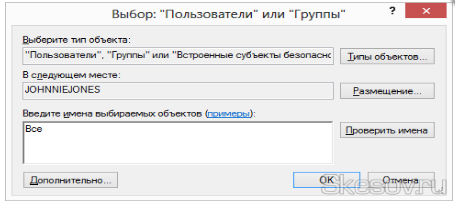 Выбор: "Пользователи" или "Группы"
Выберите тип объекта:
"Пользователи", "Группы" или "Встроенные субъекты безопасно
Типы объектов...
В следующем месте:
JOHNNIEJONES
Размещение...
Введите имена выбираемых объектов (примеры):
Все
Проверить имена
Дополнительно...
OK
Отмена
Skesov.ru